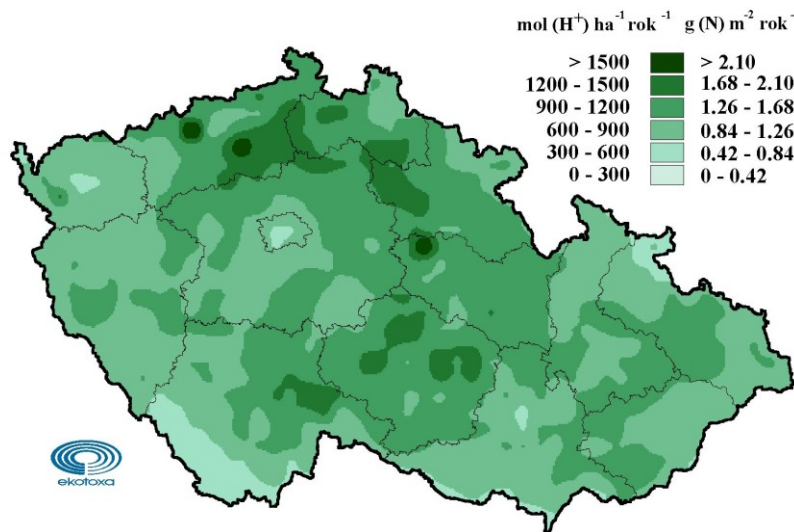 mol (H⁺) ha⁻¹ rok⁻¹ g (N) m⁻² rok⁻
> 1500 > 2.10
1200 - 1500 1.68 - 2.10
900 - 1200 1.26 - 1.68
600 - 900 0.84 - 1.26
300 - 600 0.42 - 0.84
0 - 300 0 - 0.42
ekotoxa